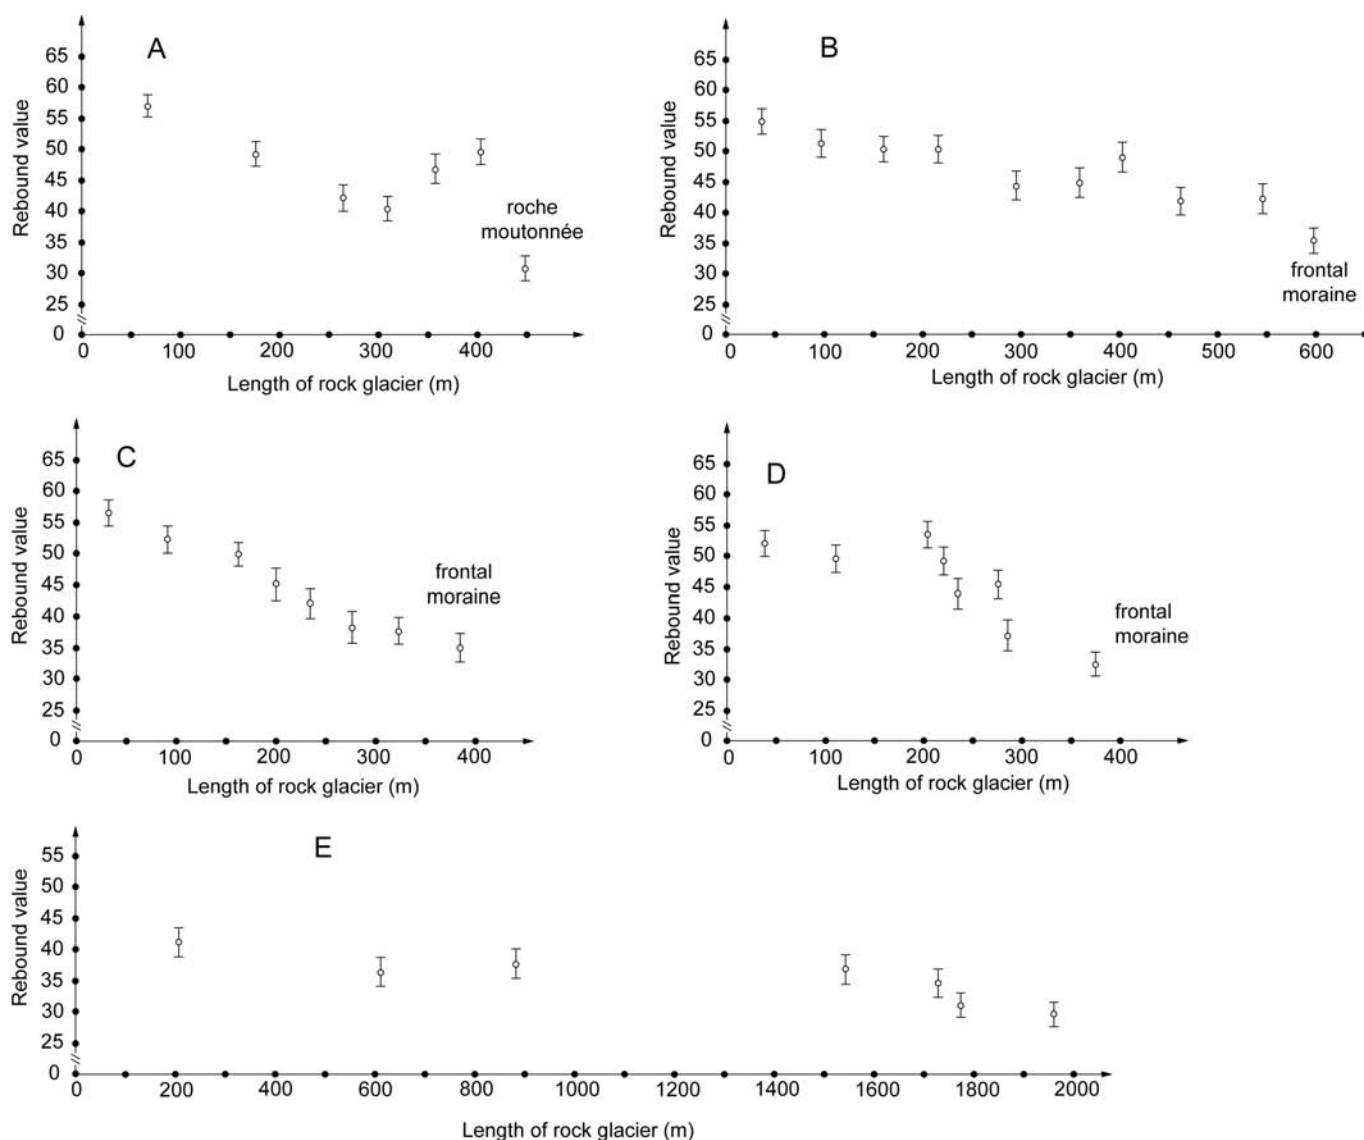 A
Rebound value
65
60
55
50
45
40
35
30
25
0
roche
moutonnée
0 100 200 300 400
Length of rock glacier (m)
B
Rebound value
65
60
55
50
45
40
35
30
25
0
frontal
moraine
0 100 200 300 400 500 600
Length of rock glacier (m)
C
Rebound value
65
60
55
50
45
40
35
30
25
0
frontal
moraine
0 100 200 300 400
Length of rock glacier (m)
D
Rebound value
65
60
55
50
45
40
35
30
25
0
frontal
moraine
0 100 200 300 400
Length of rock glacier (m)
E
Rebound value
55
50
45
40
35
30
25
0
0 200 400 600 800 1000 1200 1400 1600 1800 2000
Length of rock glacier (m)